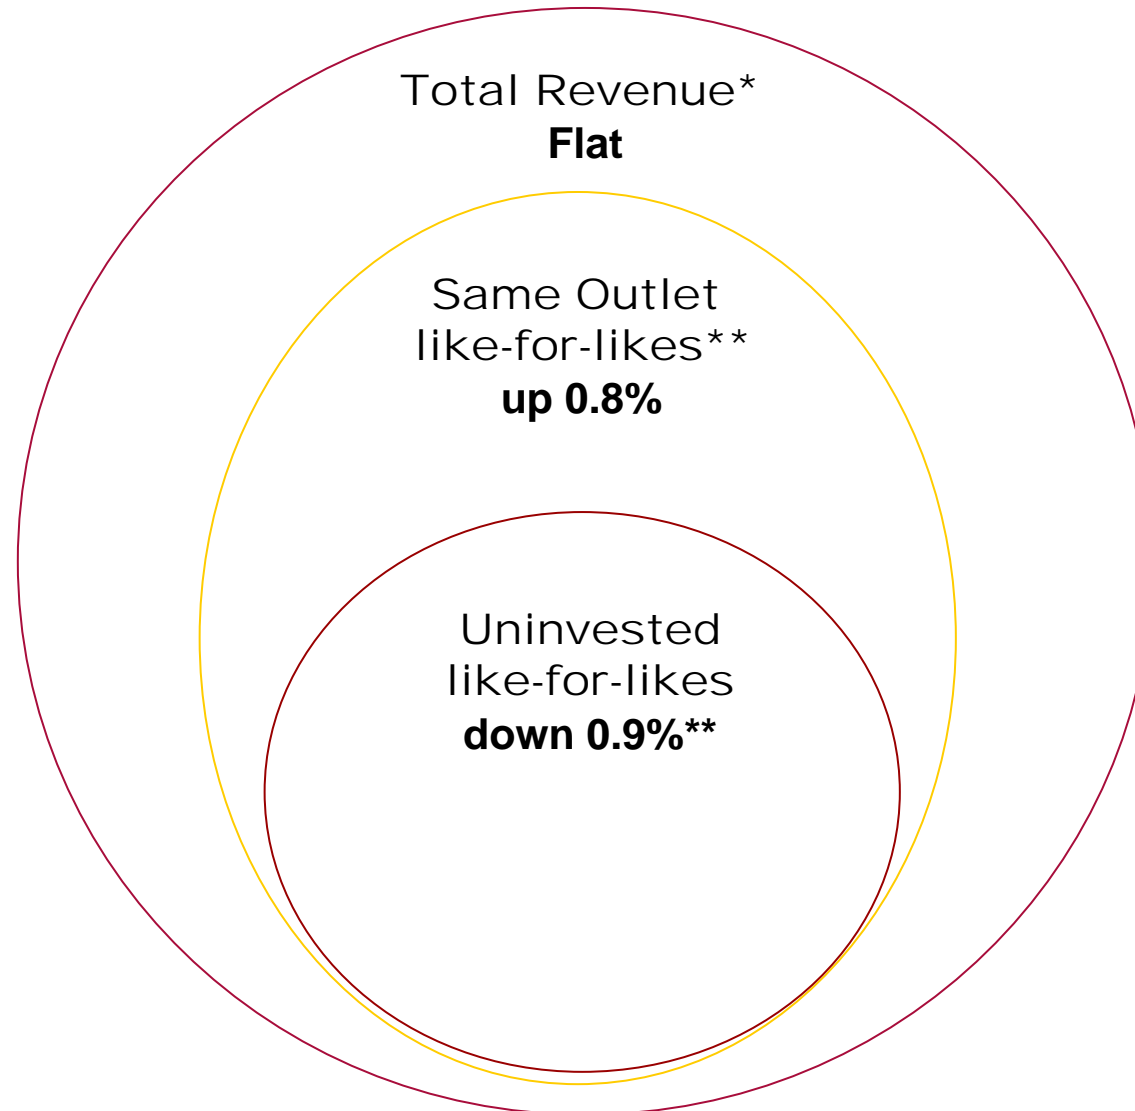 Total Revenue*
Flat
Same Outlet
like-for-likes**
up 0.8%
Uninvested
like-for-likes
down 0.9%**